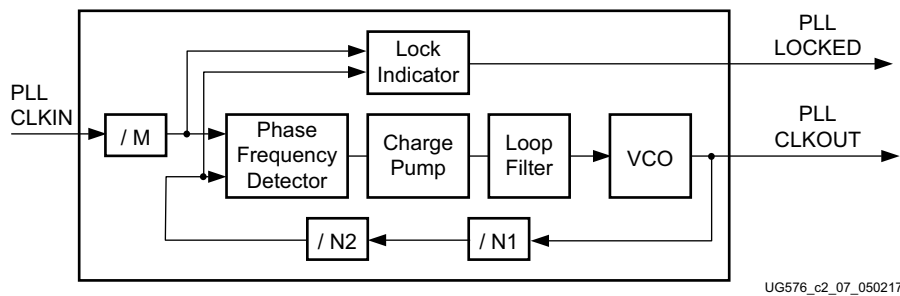 PLL
LOCKED
Lock
Indicator
PLL
CLKIN
/ M
Phase
Frequency
Detector
Charge
Pump
Loop
Filter
VCO
PLL
CLKOUT
/ N2
/ N1
UG576_c2_07_050217